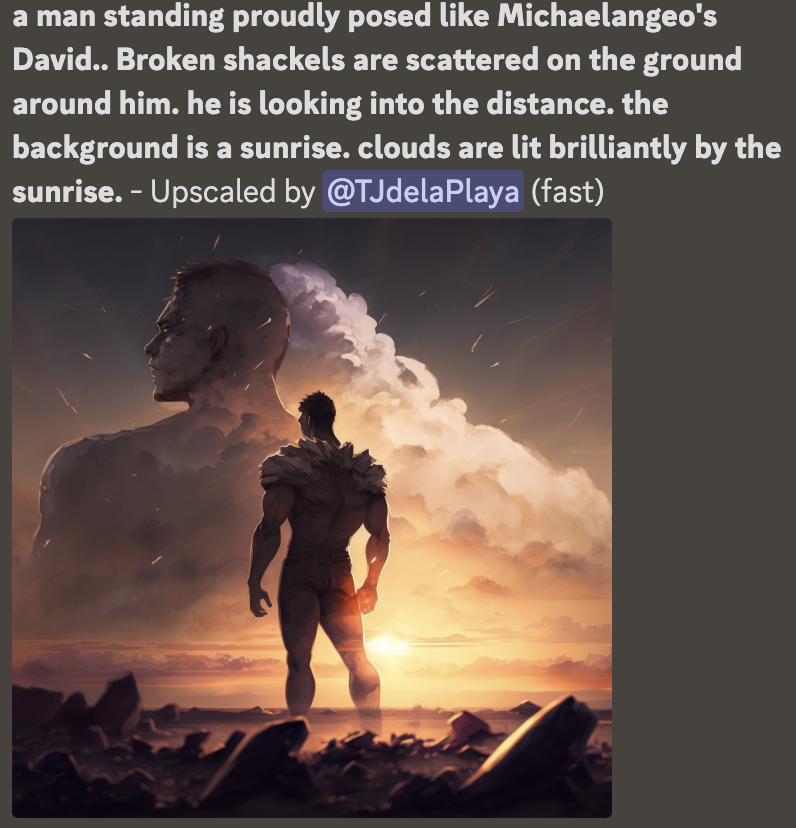 a man standing proudly posed like Michaelangeo's
David.. Broken shackels are scattered on the ground
around him. he is looking into the distance. the
background is a sunrise. clouds are lit brilliantly by the
sunrise. - Upscaled by @TJdelaPlaya (fast)